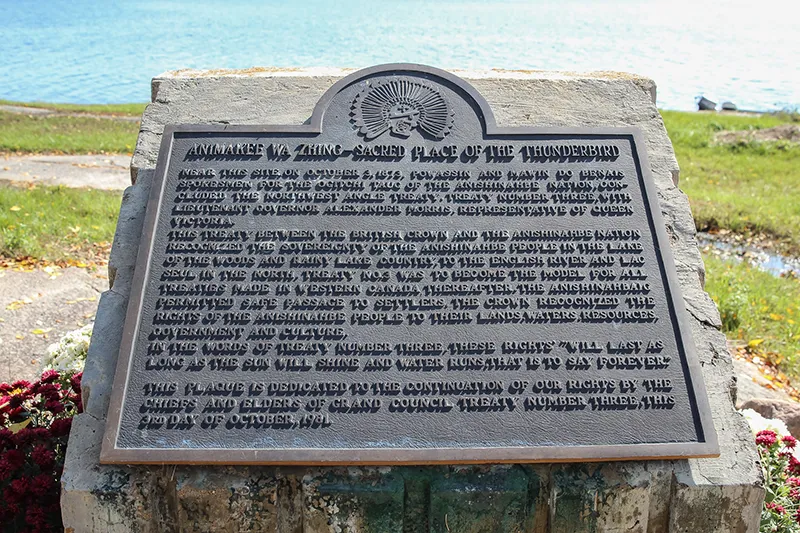 ANIMAKEE WA ZHING—SACRED PLACE OF THE THUNDERBIRD
NEAR THIS SITE, ON OCTOBER 3, 1873, POWASSIN AND MAWIN DO BENAL
SPOKESMEN FOR THE OGIPCHI TAUG OF THE ANISHINAHBE NATION, CON-
CLUDED THE NORTHWEST ANGLE TREATY, TREATY NUMBER THREE, WITH
LIEUTENANT GOVERNOR ALEXANDER MORRIS, REPRESENTATIVE OF QUEEN
VICTORIA.
THIS TREATY BETWEEN THE BRITISH CROWN AND THE ANISHINAHBE NATION
RECOGNIZED THE SOVEREIGNTY OF THE ANISHINAHBE PEOPLE IN THE LAKE
OF THE WOODS AND RAINY LAKE COUNTRY, TO THE ENGLISH RIVER AND LAC
SEUL IN THE NORTH. TREATY NO. 3 WAS TO BECOME THE MODEL FOR ALL
TREATIES MADE IN WESTERN CANADA THEREAFTER. THE ANISHINAHBAIG
PERMITTED SAFE PASSAGE TO SETTLERS, THE CROWN RECOGNIZED THE
RIGHTS OF THE ANISHINAHBE PEOPLE TO THEIR LANDS, WATERS, RESOURCES,
GOVERNMENT AND CULTURE.
IN THE WORDS OF TREATY NUMBER THREE, THESE RIGHTS "WILL LAST AS
LONG AS THE SUN WILL SHINE AND WATER RUNS, THAT IS TO SAY FOREVER."
THIS PLAQUE IS DEDICATED TO THE CONTINUATION OF OUR RIGHTS BY THE
CHIEFS AND ELDERS OF GRAND COUNCIL TREATY NUMBER THREE, THIS
3RD DAY OF OCTOBER, 1981.